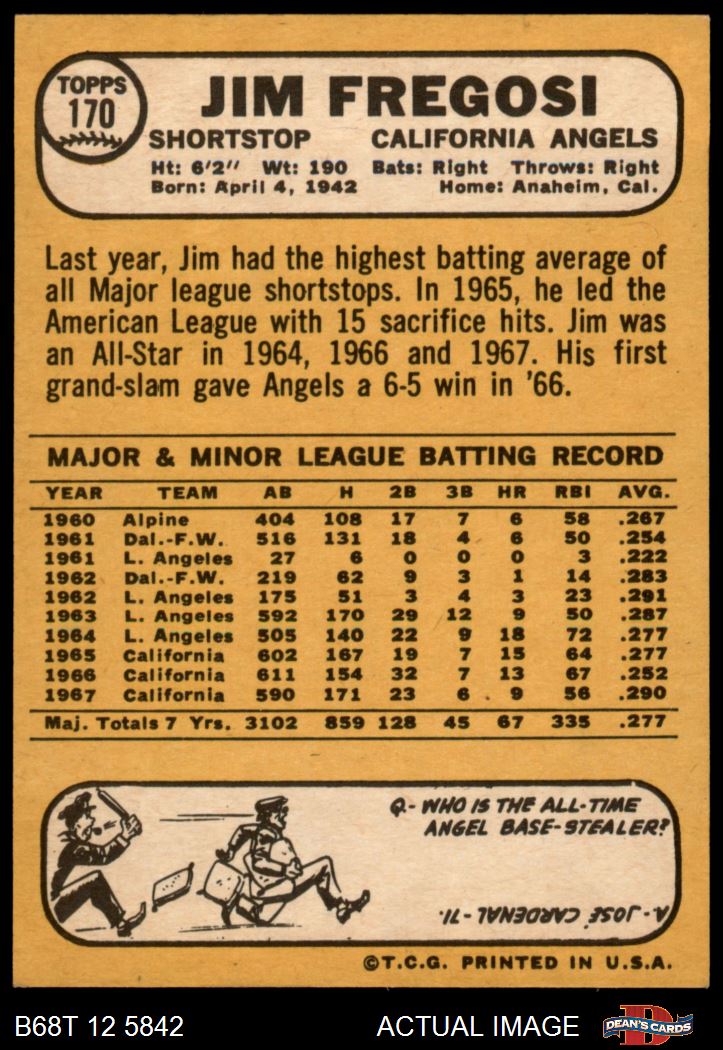 TOPPS
170
JIM FREGOSI
SHORTSTOP CALIFORNIA ANGELS
Ht: 6'2" Wt: 190 Bats: Right Throws: Right
Born: April 4, 1942 Home: Anaheim, Cal.
Last year, Jim had the highest batting average of
all Major league shortstops. In 1965, he led the
American League with 15 sacrifice hits. Jim was
an All-Star in 1964, 1966 and 1967. His first
grand-slam gave Angels a 6-5 win in '66.
MAJOR & MINOR LEAGUE BATTING RECORD
YEAR TEAM AB H 2B 3B HR RBI AVG.
1960 Alpine 404 108 17 7 6 58 .267
1961 Dal.-F.W. 516 131 18 4 6 50 .254
1961 L. Angeles 27 6 0 0 0 3 .222
1962 Dal.-F.W. 219 62 9 3 1 14 .283
1962 L. Angeles 175 51 3 4 3 23 .291
1963 L. Angeles 592 170 29 12 9 50 .287
1964 L. Angeles 505 140 22 9 18 72 .277
1965 California 602 167 19 7 15 64 .277
1966 California 611 154 32 7 13 67 .252
1967 California 590 171 23 6 9 56 .290
Maj. Totals 7 Yrs. 3102 859 128 45 67 335 .277
Q.- WHO IS THE ALL-TIME
ANGEL BASE-STEALER?
A.- JOSÉ CARDENAL - 71.
©T.C.G. PRINTED IN U.S.A.
B68T 12 5842 ACTUAL IMAGE DEAN'S CARDS